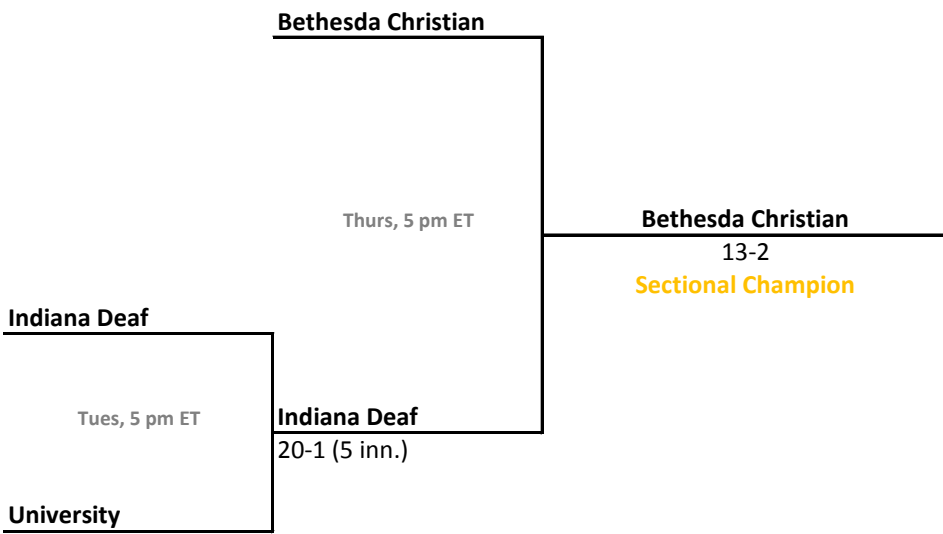 Bethesda Christian
Thurs, 5 pm ET
Bethesda Christian
13-2
Sectional Champion
Indiana Deaf
Tues, 5 pm ET
Indiana Deaf
20-1 (5 inn.)
University